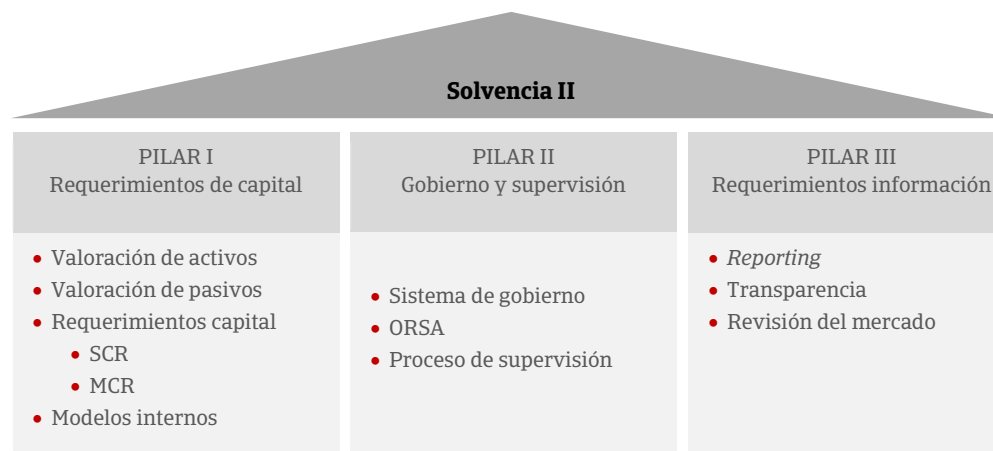 Solvencia II
PILAR I
Requerimientos de capital
• Valoración de activos
• Valoración de pasivos
• Requerimientos capital
• SCR
• MCR
• Modelos internos
PILAR II
Gobierno y supervisión
• Sistema de gobierno
• ORSA
• Proceso de supervisión
PILAR III
Requerimientos información
• Reporting
• Transparencia
• Revisión del mercado